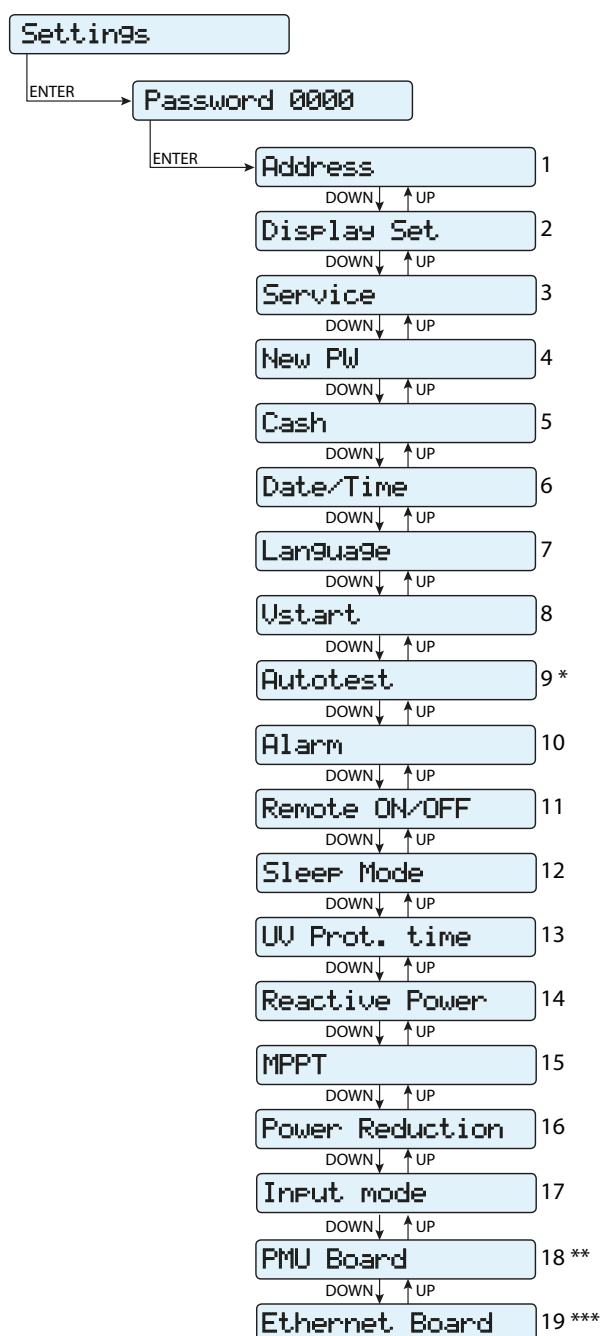 Settings
ENTER
Password 0000
ENTER
Address 1
DOWN UP
Display Set 2
DOWN UP
Service 3
DOWN UP
New PW 4
DOWN UP
Cash 5
DOWN UP
Date/Time 6
DOWN UP
Language 7
DOWN UP
Vstart 8
DOWN UP
Autotest 9 *
DOWN UP
Alarm 10
DOWN UP
Remote ON/OFF 11
DOWN UP
Sleep Mode 12
DOWN UP
UV Prot. time 13
DOWN UP
Reactive Power 14
DOWN UP
MPPT 15
DOWN UP
Power Reduction 16
DOWN UP
Input mode 17
DOWN UP
PMU Board 18 **
DOWN UP
Ethernet Board 19 ***